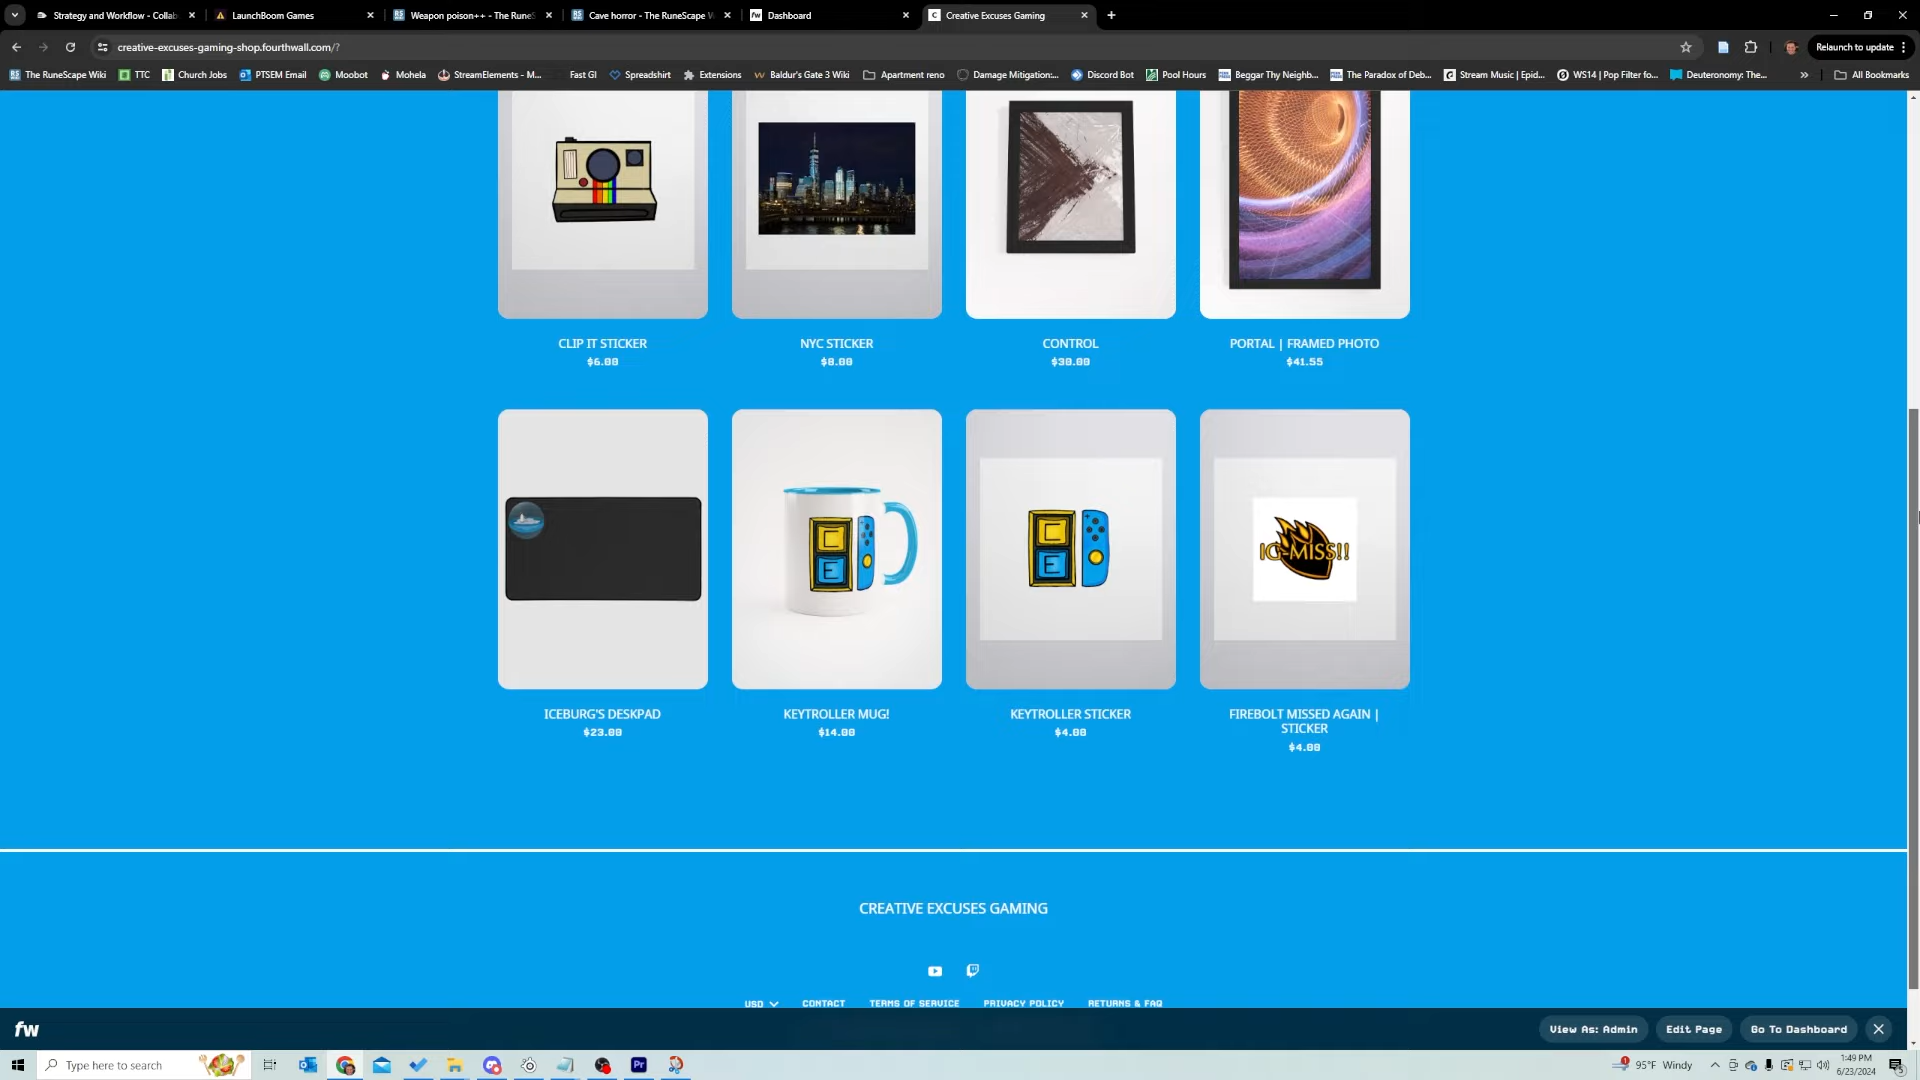 Strategy and Workflow - Collab
LaunchBoom Games
Weapon poison++ - The RuneS
Cave horror - The RuneScape W
Dashboard
Creative Excuses Gaming
creative-excuses-gaming-shop.fourthwall.com/?
Relaunch to update
The RuneScape Wiki
TTC
Church Jobs
PTSEM Email
Moobot
Mohela
StreamElements - M...
Fast GI
Spreadshirt
Extensions
Baldur's Gate 3 Wiki
Apartment reno
Damage Mitigation:...
Discord Bot
Pool Hours
Beggar Thy Neighb...
The Paradox of Deb...
Stream Music | Epid...
WS14 | Pop Filter fo...
Deuteronomy: The...
All Bookmarks
CLIP IT STICKER
$6.00
NYC STICKER
$8.00
CONTROL
$30.00
PORTAL | FRAMED PHOTO
$41.55
C
E
C
E
IC-MISS!!
ICEBURG'S DESKPAD
$23.00
KEYTROLLER MUG!
$14.00
KEYTROLLER STICKER
$4.00
FIREBOLT MISSED AGAIN |
STICKER
$4.00
CREATIVE EXCUSES GAMING
USD
CONTACT
TERMS OF SERVICE
PRIVACY POLICY
RETURNS & FAQ
fw
View As: Admin
Edit Page
Go To Dashboard
Type here to search
95°F Windy
1:49 PM
6/23/2024